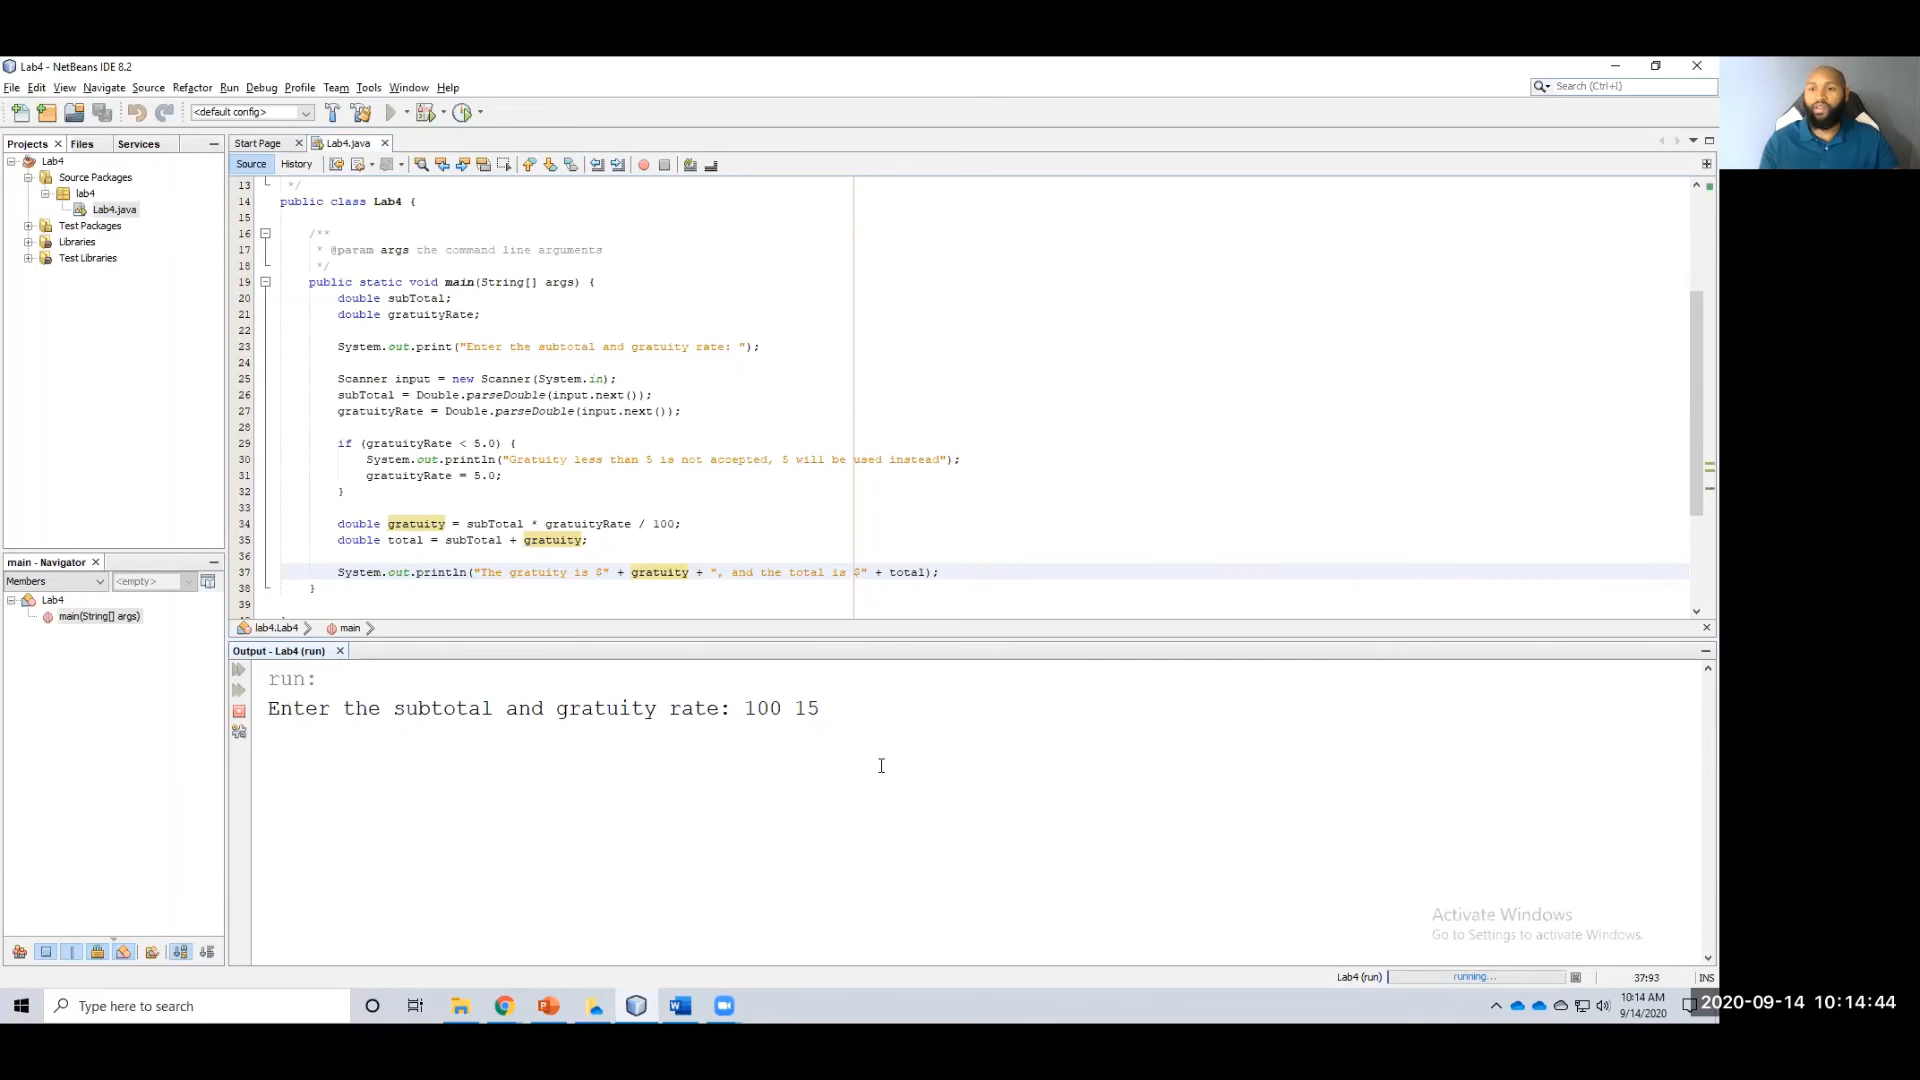 Lab4 - NetBeans IDE 8.2
File Edit View Navigate Source Refactor Run Debug Profile Team Tools Window Help
Search (Ctrl+I)
<default config>
Projects Files Services
Lab4
Source Packages
lab4
Lab4.java
Test Packages
Libraries
Test Libraries
Start Page Lab4.java
Source History
13 */
14 public class Lab4 {
15
16 /**
17 * @param args the command line arguments
18 */
19 public static void main(String[] args) {
20 double subTotal;
21 double gratuityRate;
22
23 System.out.print("Enter the subtotal and gratuity rate: ");
24
25 Scanner input = new Scanner(System.in);
26 subTotal = Double.parseDouble(input.next());
27 gratuityRate = Double.parseDouble(input.next());
28
29 if (gratuityRate < 5.0) {
30 System.out.println("Gratuity less than 5 is not accepted, 5 will be used instead");
31 gratuityRate = 5.0;
32 }
33
34 double gratuity = subTotal * gratuityRate / 100;
35 double total = subTotal + gratuity;
36
37 System.out.println("The gratuity is $" + gratuity + ", and the total is $" + total);
38 }
39
lab4.Lab4 main
main - Navigator
Members <empty>
Lab4
main(String[] args)
Output - Lab4 (run)
run:
Enter the subtotal and gratuity rate: 100 15
Activate Windows
Go to Settings to activate Windows.
Lab4 (run) running... 37:93 INS
Type here to search
10:14 AM
9/14/2020
2020-09-14 10:14:44